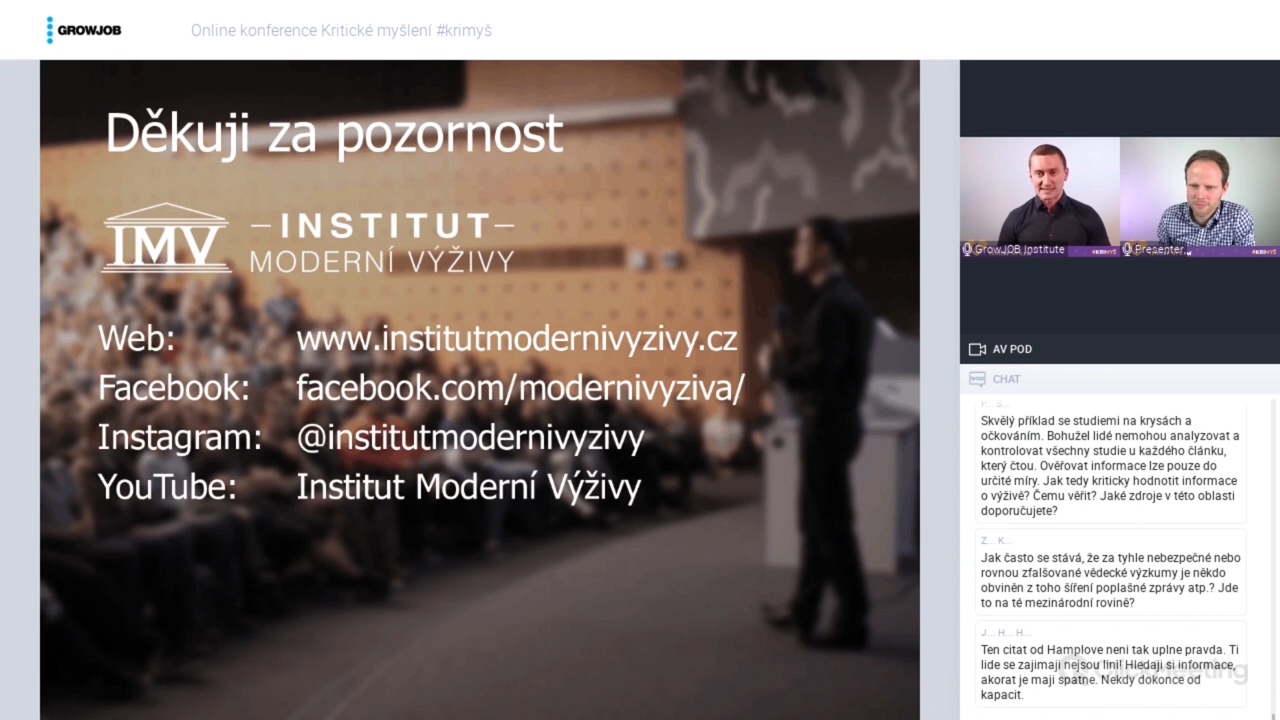 GROWJOB
Online konference Kritické myšlení #krimyš
Děkuji za pozornost
IMV
INSTITUT
MODERNÍ VÝŽIVY
Web: www.institutmodernivyzivy.cz
Facebook: facebook.com/modernivyziva/
Instagram: @institutmodernivyzivy
YouTube: Institut Moderní Výživy
GrowJOB Institute
#KRIMYŠ
Presenter
#KRIMYŠ
AV POD
CHAT
P... S...
Skvělý příklad se studiemi na krysách a
očkováním. Bohužel lidé nemohou analyzovat a
kontrolovat všechny studie u každého článku,
který čtou. Ověřovat informace lze pouze do
určité míry. Jak tedy kriticky hodnotit informace
o výživě? Čemu věřit? Jaké zdroje v této oblasti
doporučujete?
Z... K...
Jak často se stává, že za tyhle nebezpečné nebo
rovnou zfalšované vědecké výzkumy je někdo
obviněn z toho šíření poplašné zprávy atp.? Jde
to na té mezinárodní rovině?
J... H... H...
Ten citat od Hamplove neni tak uplne pravda. Ti
lide se zajimaji nejsou lini! Hledaji si informace,
akorat je maji spatne. Nekdy dokonce od
kapacit.